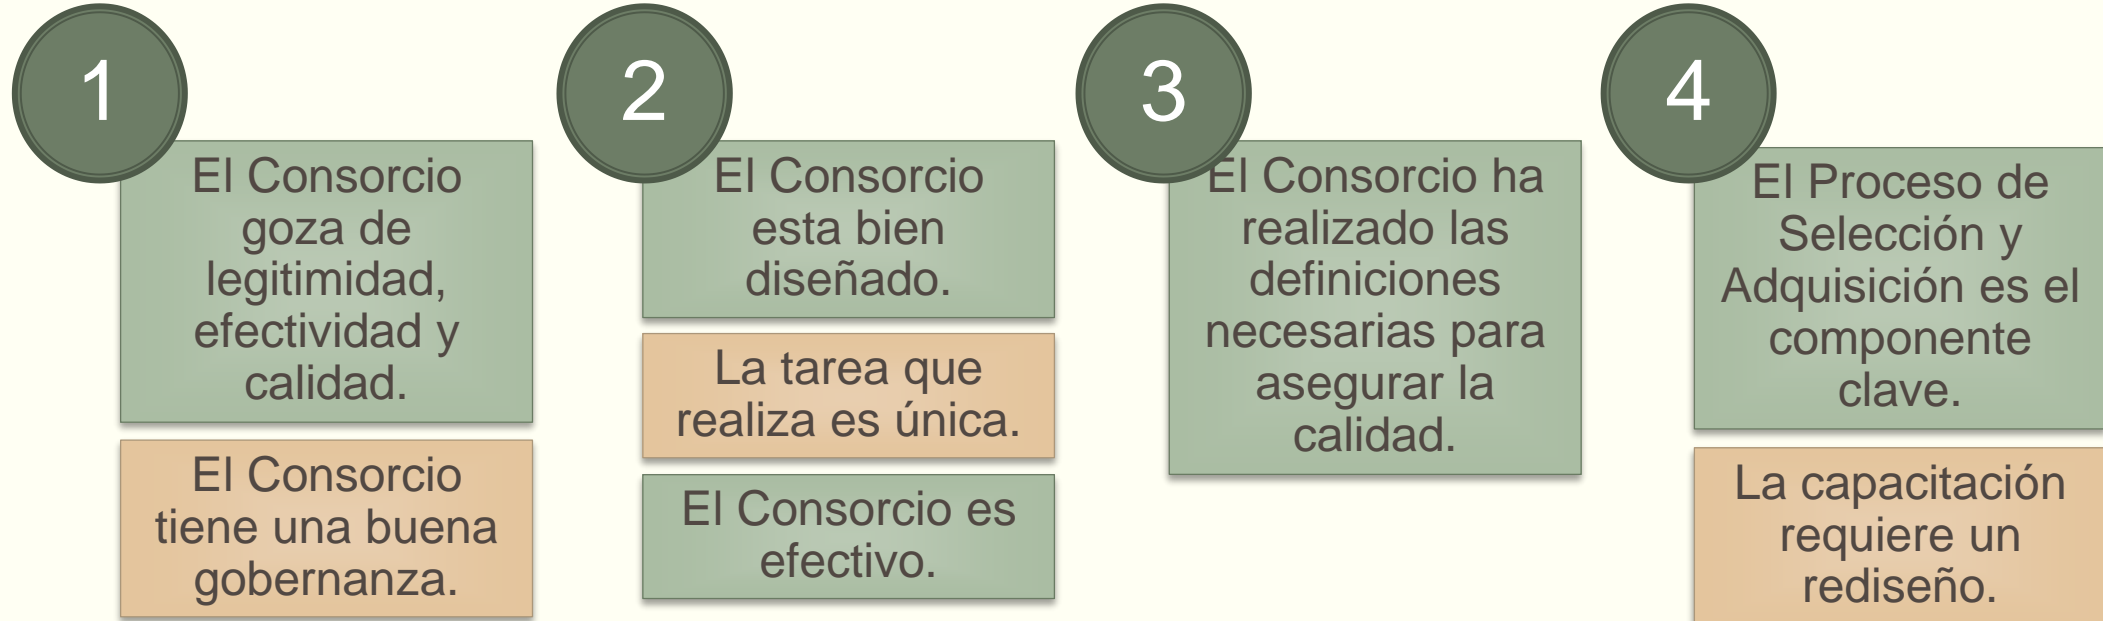 1
El Consorcio
goza de
legitimidad,
efectividad y
calidad.
El Consorcio
tiene una buena
gobernanza.
2
El Consorcio
esta bien
diseñado.
La tarea que
realiza es única.
El Consorcio es
efectivo.
3
El Consorcio ha
realizado las
definiciones
necesarias para
asegurar la
calidad.
4
El Proceso de
Selección y
Adquisición es el
componente
clave.
La capacitación
requiere un
rediseño.